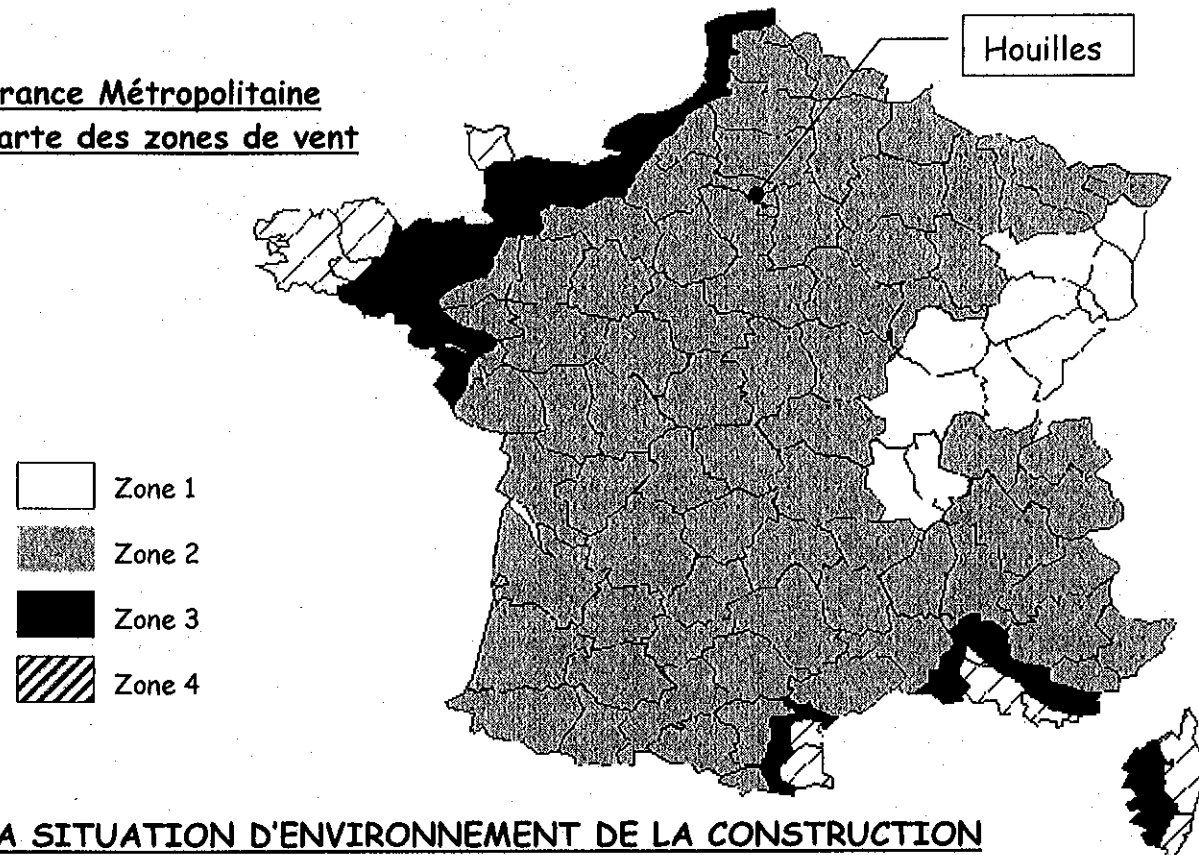 Houilles
rance Métropolitaine
arte des zones de vent
Zone 1
Zone 2
Zone 3
Zone 4
A SITUATION D'ENVIRONNEMENT DE LA CONSTRUCTION